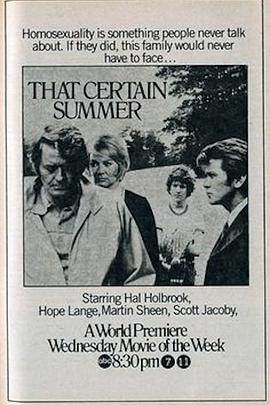 Homosexuality is something people never talk
about. If they did, this family would never
have to face...
THAT CERTAIN
SUMMER
Starring Hal Holbrook,
Hope Lange, Martin Sheen, Scott Jacoby,
A World Premiere
Wednesday Movie of the Week
abc 8:30pm 7 11